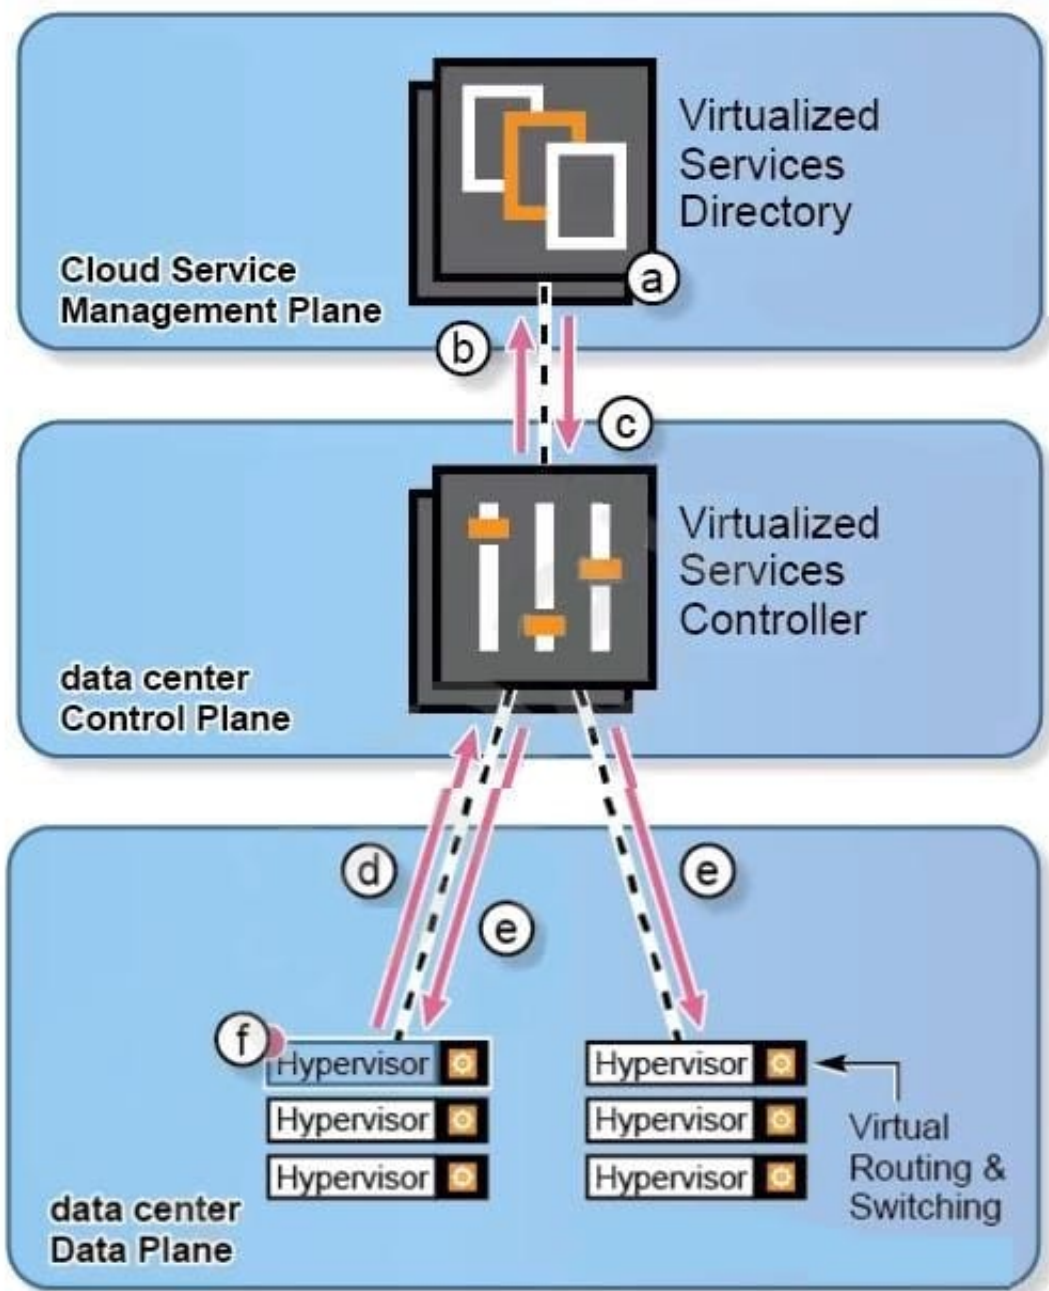 Virtualized
Services
Directory
a
Cloud Service
Management Plane
b
c
Virtualized
Services
Controller
data center
Control Plane
d
e
e
f
Hypervisor
Hypervisor
Hypervisor
Hypervisor
Hypervisor
Hypervisor
Virtual
Routing &
Switching
data center
Data Plane